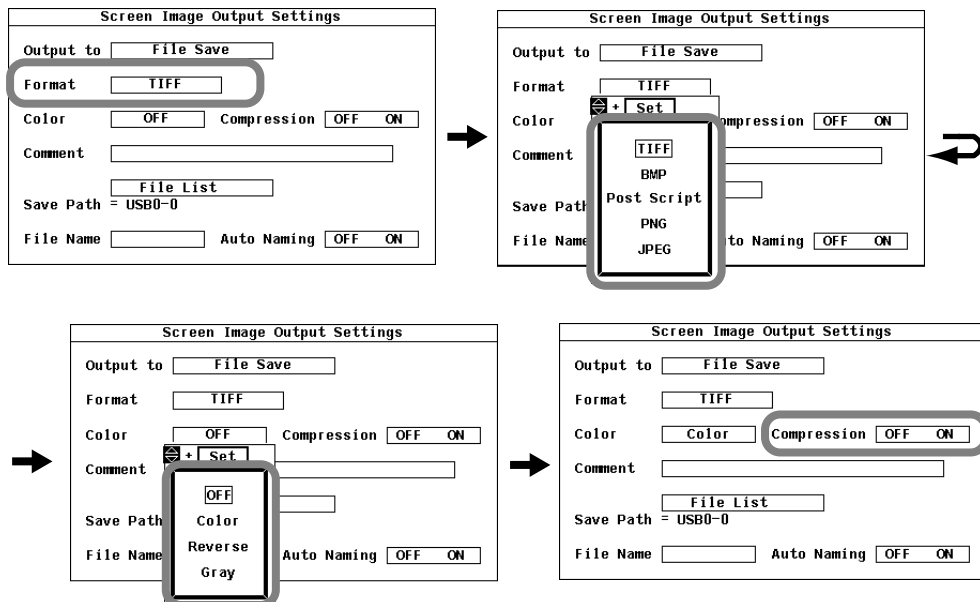 Screen Image Output Settings
Output to File Save
Format TIFF
Color OFF Compression OFF ON
Comment
File List
Save Path = USB0-0
File Name Auto Naming OFF ON
Screen Image Output Settings
Output to File Save
Format TIFF
+ Set
Color ompression OFF ON
TIFF
Comment
BMP
Post Script
Save Path
PNG
File Name to Naming OFF ON
JPEG
Screen Image Output Settings
Output to File Save
Format TIFF
Color OFF Compression OFF ON
+ Set
Comment
OFF
Save Path Color
Reverse
File Name Auto Naming OFF ON
Gray
Screen Image Output Settings
Output to File Save
Format TIFF
Color Color Compression OFF ON
Comment
File List
Save Path = USB0-0
File Name Auto Naming OFF ON